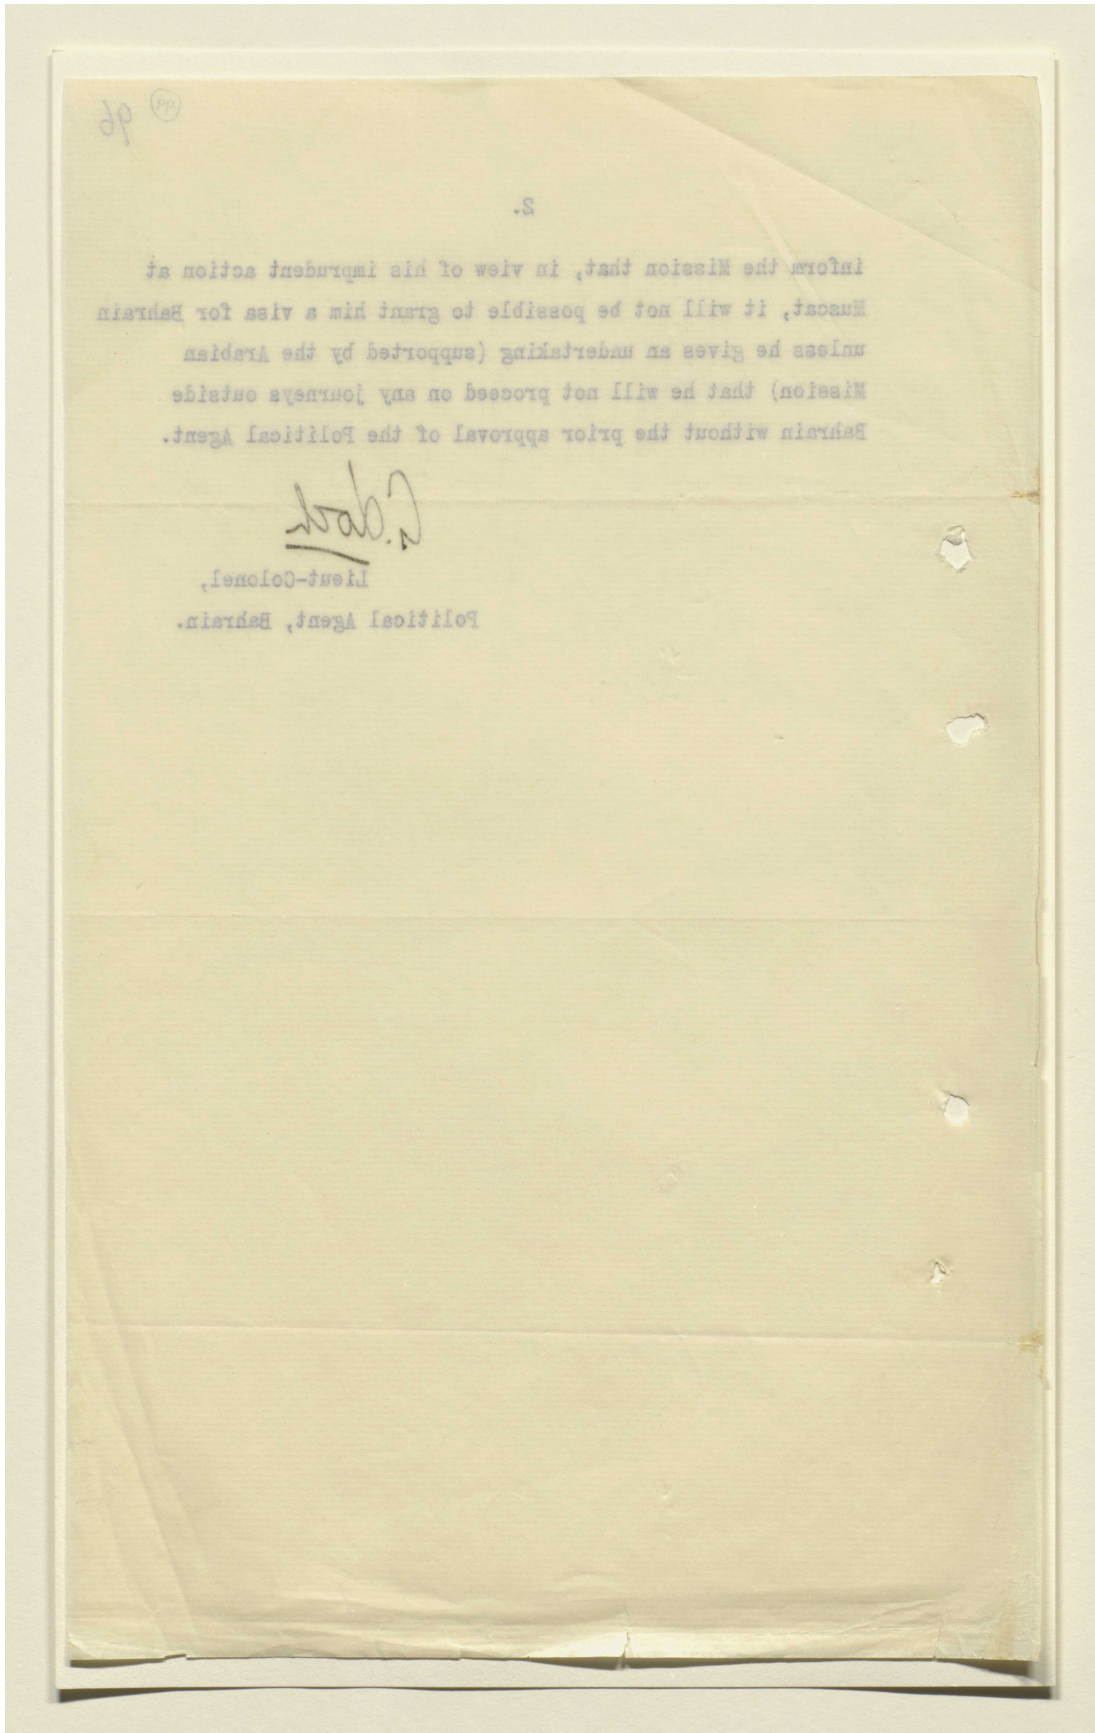 96
99
2.
inform the Mission that, in view of his imprudent action at
Muscat, it will not be possible to grant him a visa for Bahrain
unless he gives an undertaking (supported by the Arabian
Mission) that he will not proceed on any journeys outside
Bahrain without the prior approval of the Political Agent.
G. Loch
Lieut-Colonel,
Political Agent, Bahrain.